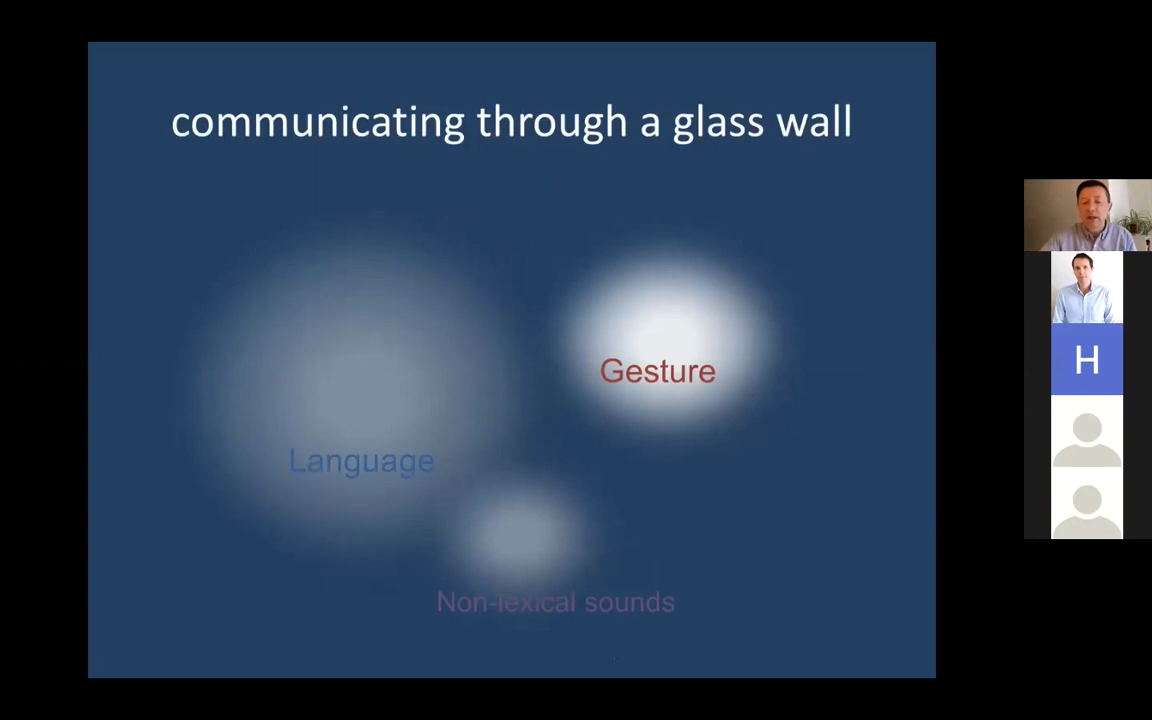 communicating through a glass wall
Gesture
Language
Non-lexical sounds
H